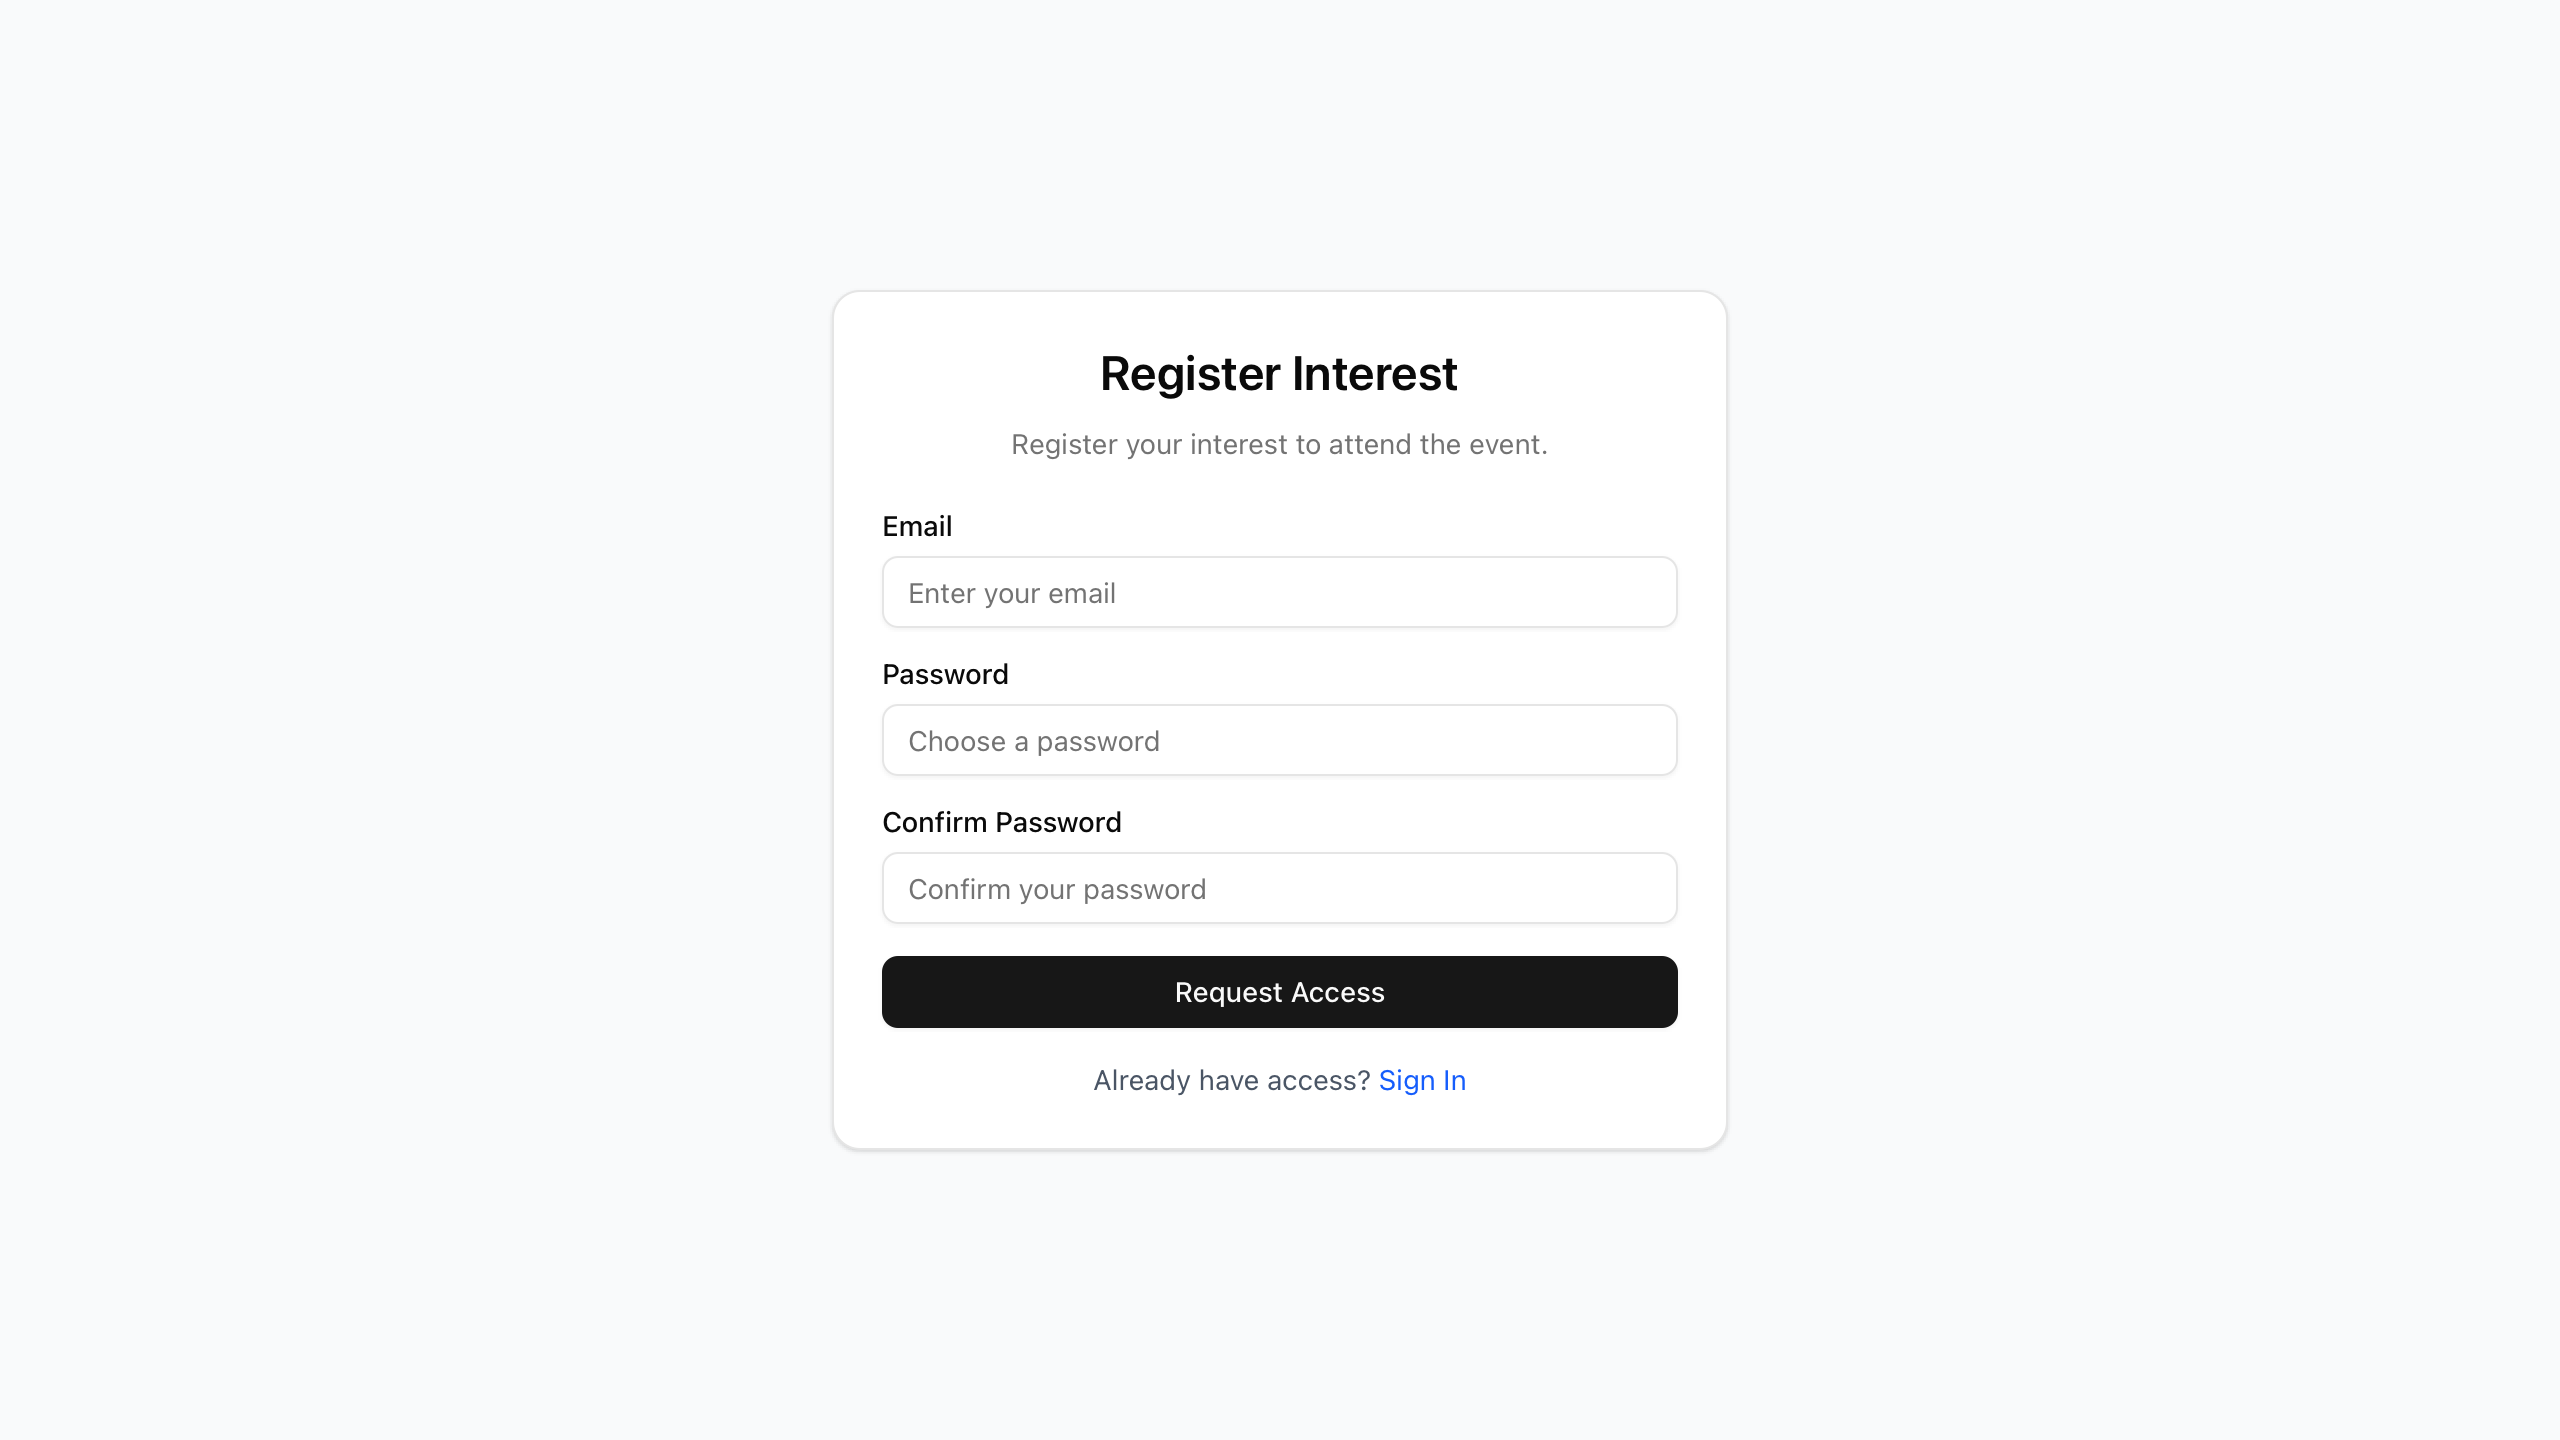 Register Interest
Register your interest to attend the event.
Email
Enter your email
Password
Choose a password
Confirm Password
Confirm your password
Request Access
Already have access? Sign In